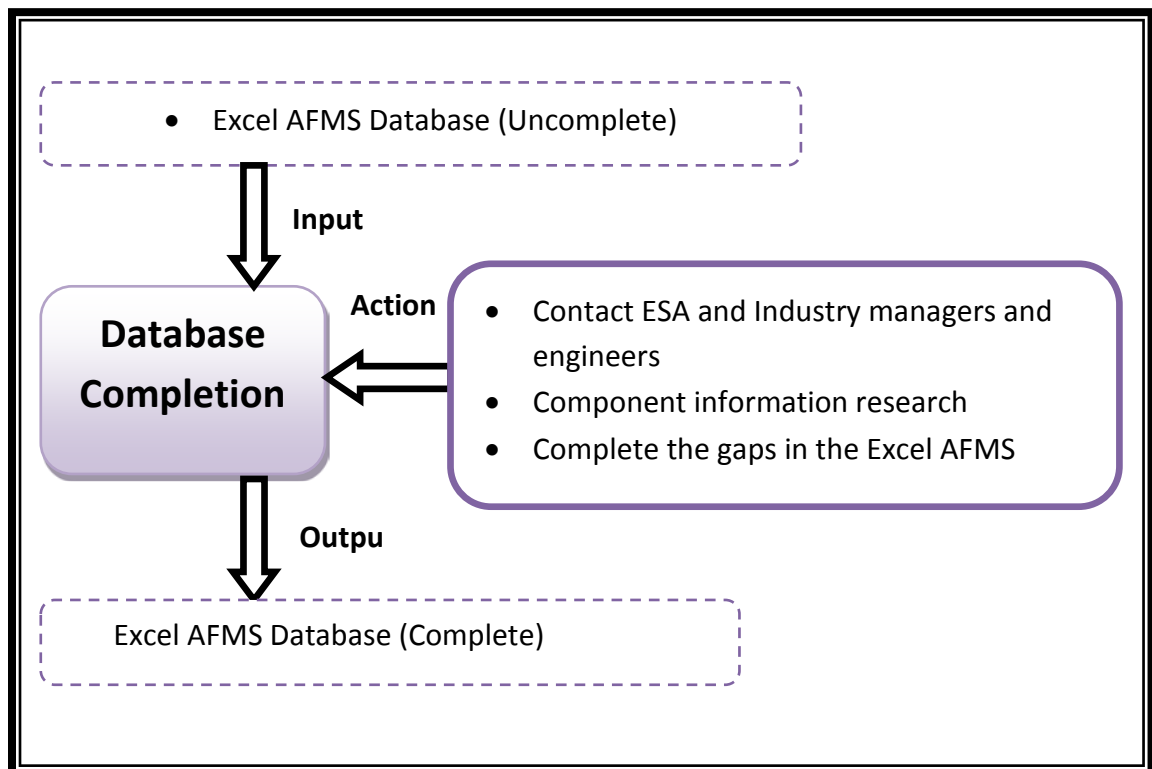 • Excel AFMS Database (Uncomplete)
Input
Database
Completion
Action
• Contact ESA and Industry managers and
engineers
• Component information research
• Complete the gaps in the Excel AFMS
Outpu
Excel AFMS Database (Complete)